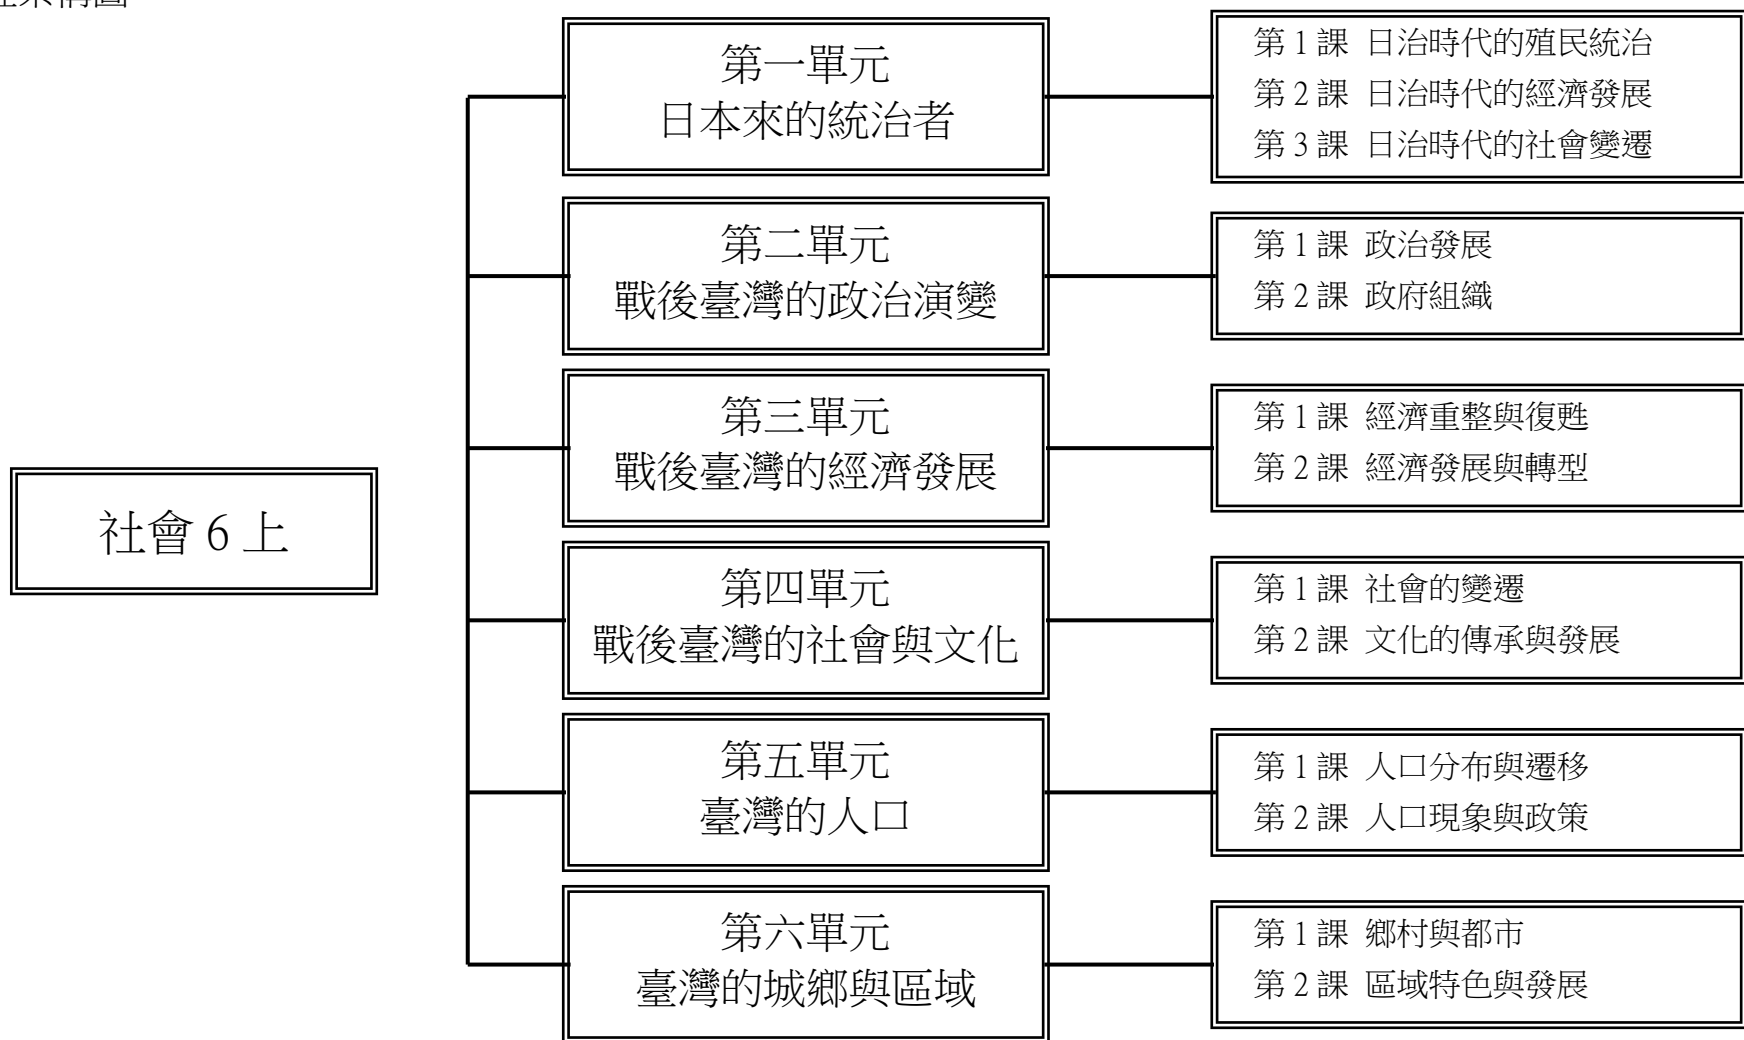 社會 6 上
第一單元
日本來的統治者
第 1 課 日治時代的殖民統治
第 2 課 日治時代的經濟發展
第 3 課 日治時代的社會變遷
第二單元
戰後臺灣的政治演變
第 1 課 政治發展
第 2 課 政府組織
第三單元
戰後臺灣的經濟發展
第 1 課 經濟重整與復甦
第 2 課 經濟發展與轉型
第四單元
戰後臺灣的社會與文化
第 1 課 社會的變遷
第 2 課 文化的傳承與發展
第五單元
臺灣的人口
第 1 課 人口分布與遷移
第 2 課 人口現象與政策
第六單元
臺灣的城鄉與區域
第 1 課 鄉村與都市
第 2 課 區域特色與發展